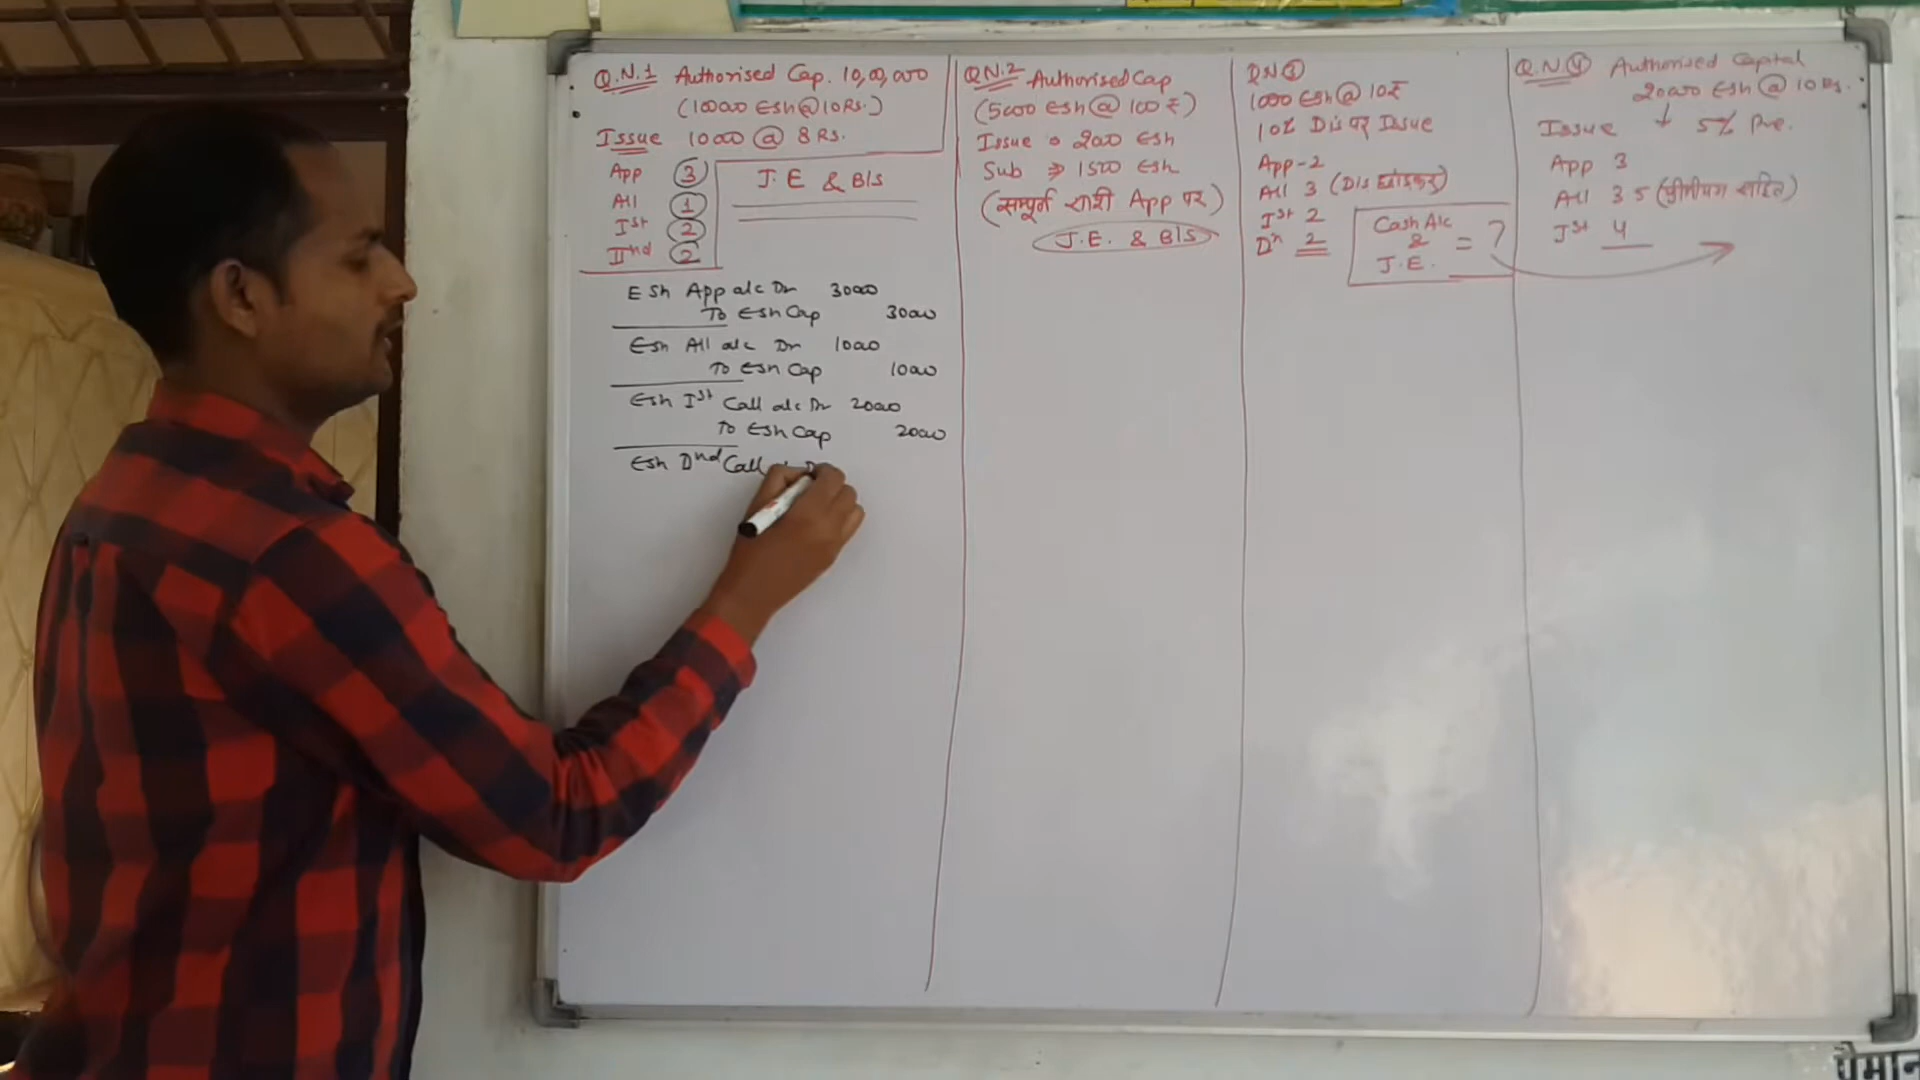 Q.N.1 Authorised Cap. 10,00,000
(10000 Esh @ 10 Rs.)
Issue 1000 @ 8 Rs.
App 3
All 1
Ist 2
IInd 2
J.E & B/S
Esh App a/c Dr 3000
To Esh Cap 3000
Esh All a/c Dr 1000
To Esh Cap 1000
Esh Ist Call a/c Dr 2000
To Esh Cap 2000
Esh IInd Call
QN.2 Authorised Cap
(5000 Esh @ 100 ₹)
Issue 2000 Esh
Sub ⇒ 1500 Esh
(सम्पूर्ण राशी App पर)
J.E. & B/S
QN 3
1000 Esh @ 10 ₹
10% Dis पर Issue
App - 2
All 3 (Dis छोडकर)
Ist 2
2
Cash A/c
&
J.E.
= ?
Q.N. 4 Authorised Capital
20000 Esh @ 10 Rs.
Issue ↓ 5% Pre.
App 3
All 3 5 (प्रीमियम सहित)
Ist 4